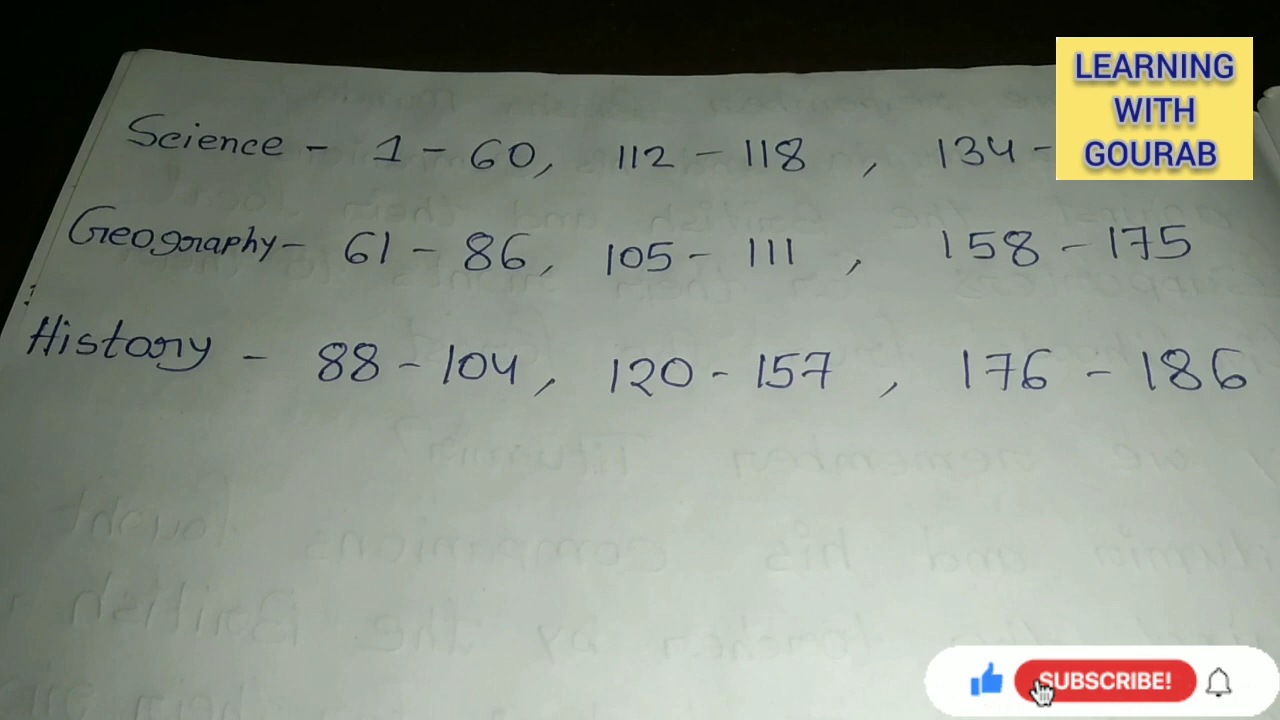 LEARNING
WITH
GOURAB
Science - 1 - 60, 112 - 118 , 134 -
Geography - 61 - 86, 105 - 111 , 158 - 175
History - 88 - 104, 120 - 157 , 176 - 186
SUBSCRIBE!